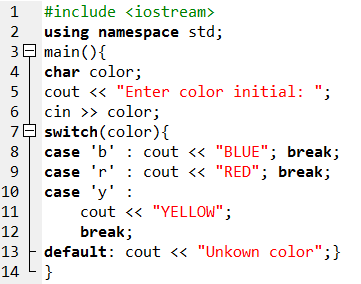 1 #include <iostream>
2 using namespace std;
3 main(){
4 char color;
5 cout << "Enter color initial: ";
6 cin >> color;
7 switch(color){
8 case 'b' : cout << "BLUE"; break;
9 case 'r' : cout << "RED"; break;
10 case 'y' :
11 cout << "YELLOW";
12 break;
13 default: cout << "Unkown color";}
14 }